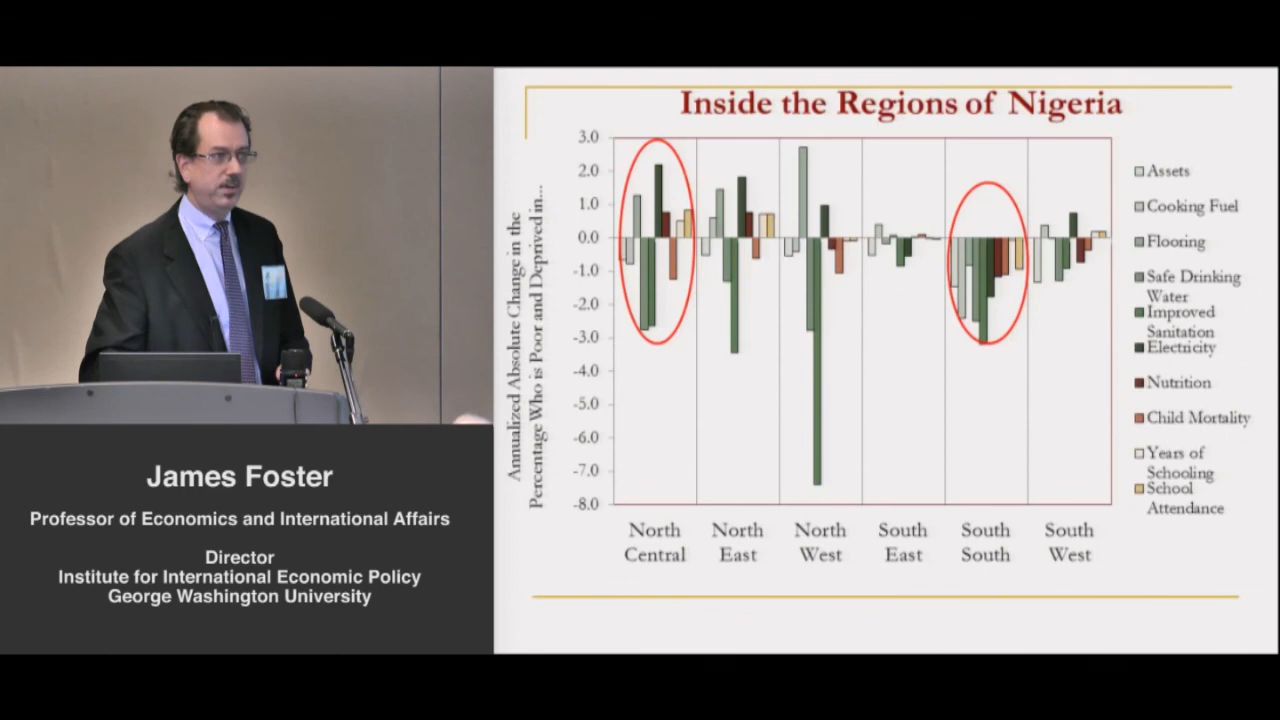 James Foster
Professor of Economics and International Affairs
Director
Institute for International Economic Policy
George Washington University
Inside the Regions of Nigeria
Annualized Absolute Change in the
Percentage Who is Poor and Deprived in...
3.0
2.0
1.0
0.0
-1.0
-2.0
-3.0
-4.0
-5.0
-6.0
-7.0
-8.0
North
Central
North
East
North
West
South
East
South
South
South
West
Assets
Cooking Fuel
Flooring
Safe Drinking
Water
Improved
Sanitation
Electricity
Nutrition
Child Mortality
Years of
Schooling
School
Attendance